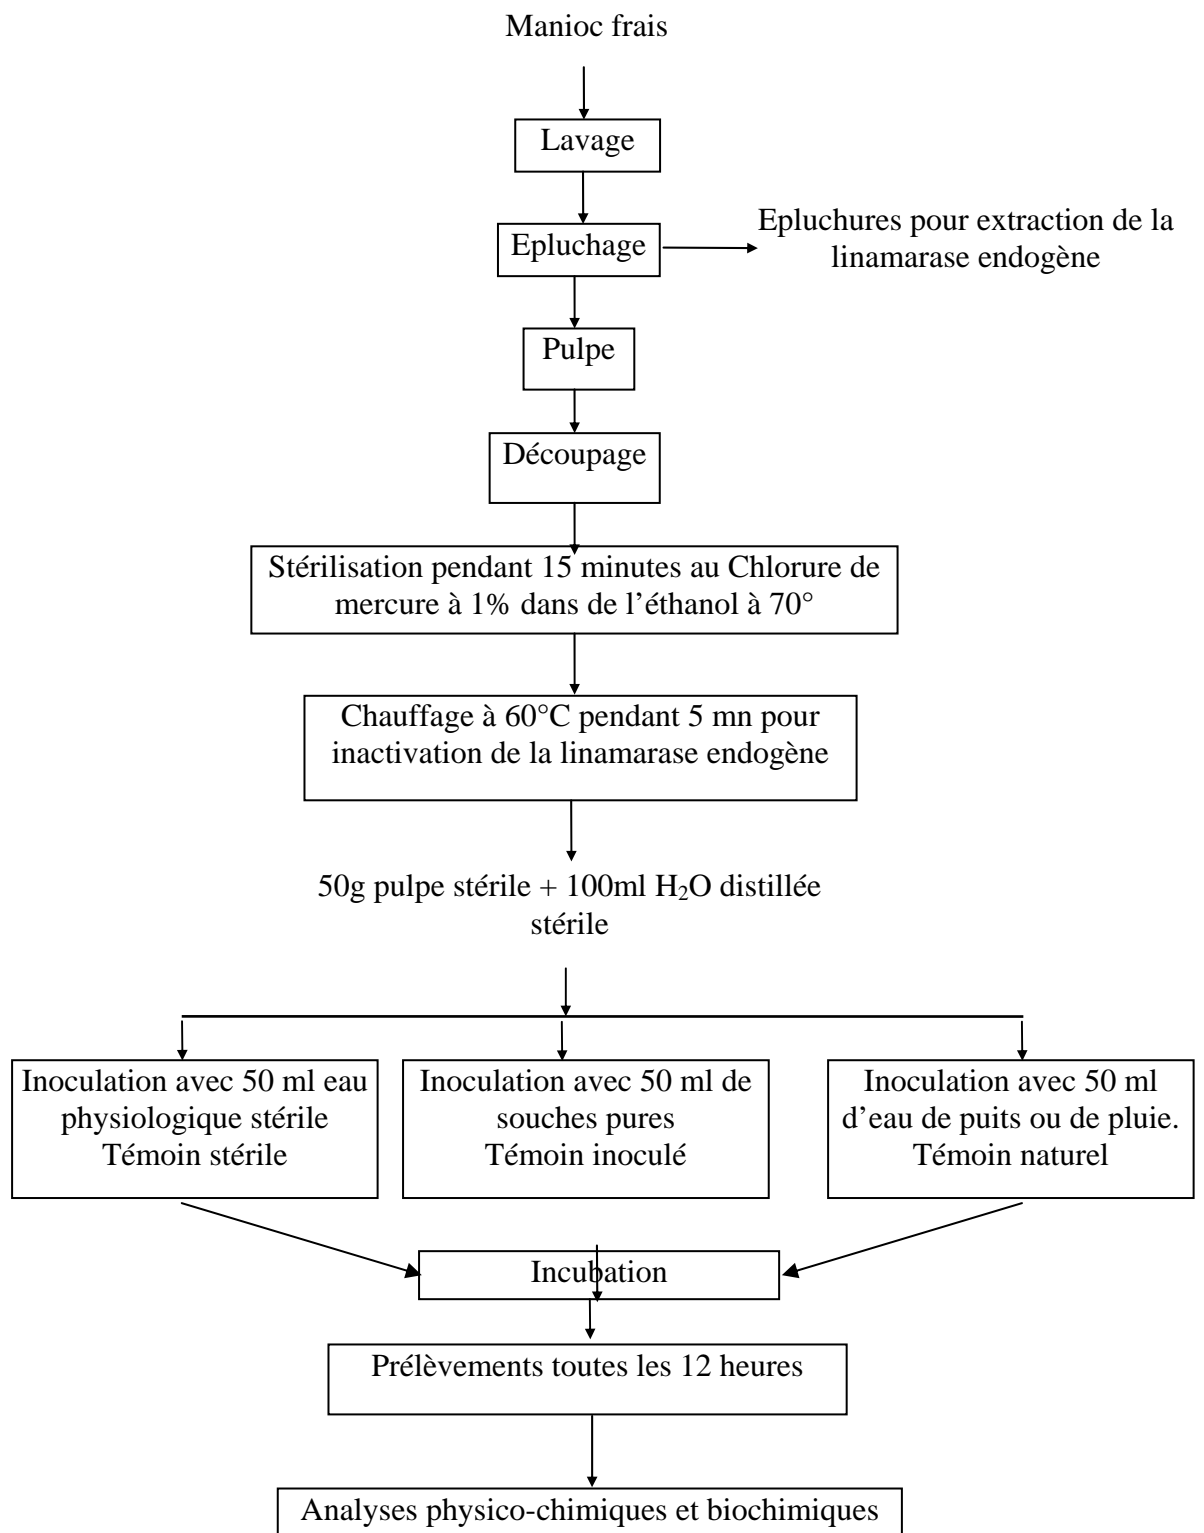 Manioc frais
Lavage
Epluchage
Epluchures pour extraction de la
linamarase endogène
Pulpe
Découpage
Stérilisation pendant 15 minutes au Chlorure de
mercure à 1% dans de l’éthanol à 70°
Chauffage à 60°C pendant 5 mn pour
inactivation de la linamarase endogène
50g pulpe stérile + 100ml H₂O distillée
stérile
Inoculation avec 50 ml eau
physiologique stérile
Témoin stérile
Inoculation avec 50 ml de
souches pures
Témoin inoculé
Inoculation avec 50 ml
d’eau de puits ou de pluie.
Témoin naturel
Incubation
Prélèvements toutes les 12 heures
Analyses physico-chimiques et biochimiques